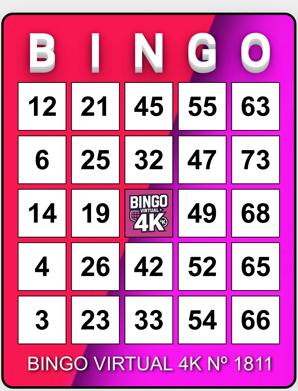 B I N G O
12 21 45 55 63
6 25 32 47 73
14 19 BINGO VIRTUAL 4K 49 68
4 26 42 52 65
3 23 33 54 66
BINGO VIRTUAL 4K Nº 1811